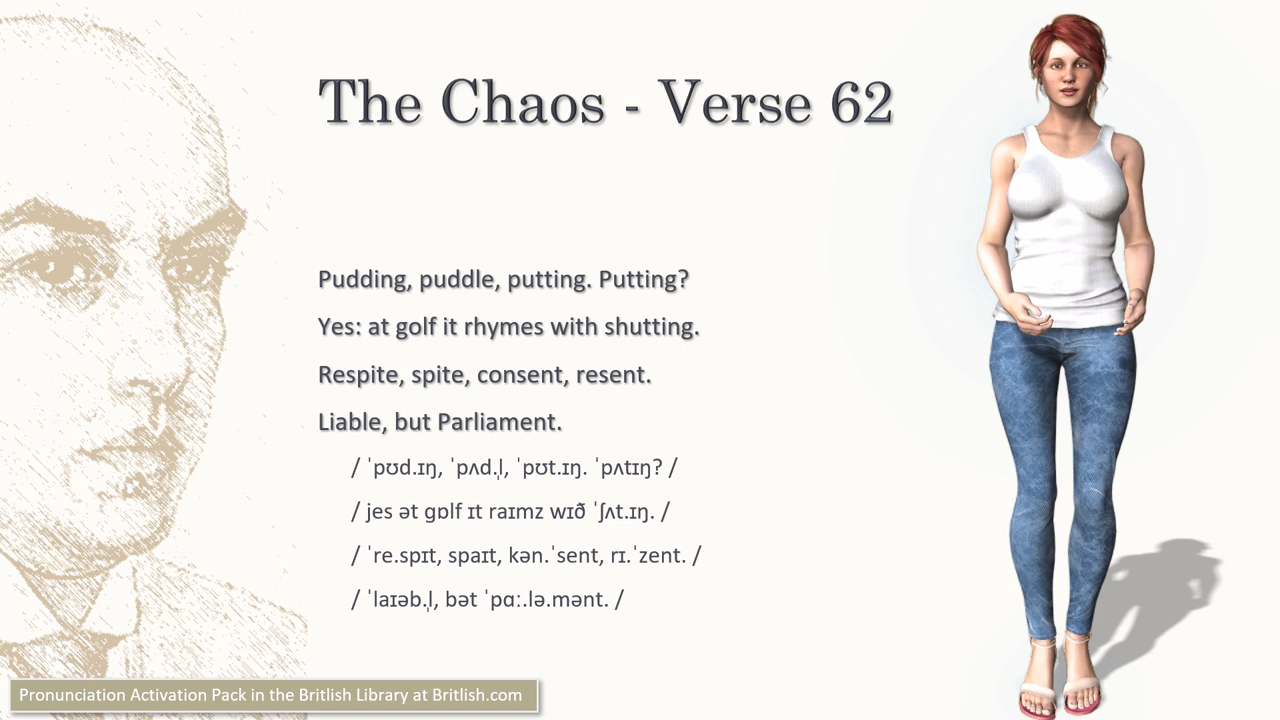 The Chaos - Verse 62
Pudding, puddle, putting. Putting?
Yes: at golf it rhymes with shutting.
Respite, spite, consent, resent.
Liable, but Parliament.
/ ˈpʊd.ɪŋ, ˈpʌd.l̩, ˈpʊt.ɪŋ. ˈpʌtɪŋ? /
/ jes ət gɒlf ɪt raɪmz wɪð ˈʃʌt.ɪŋ. /
/ ˈre.spɪt, spaɪt, kən.ˈsent, rɪ.ˈzent. /
/ ˈlaɪəb.l̩, bət ˈpɑː.lə.mənt. /
Pronunciation Activation Pack in the Britlish Library at Britlish.com